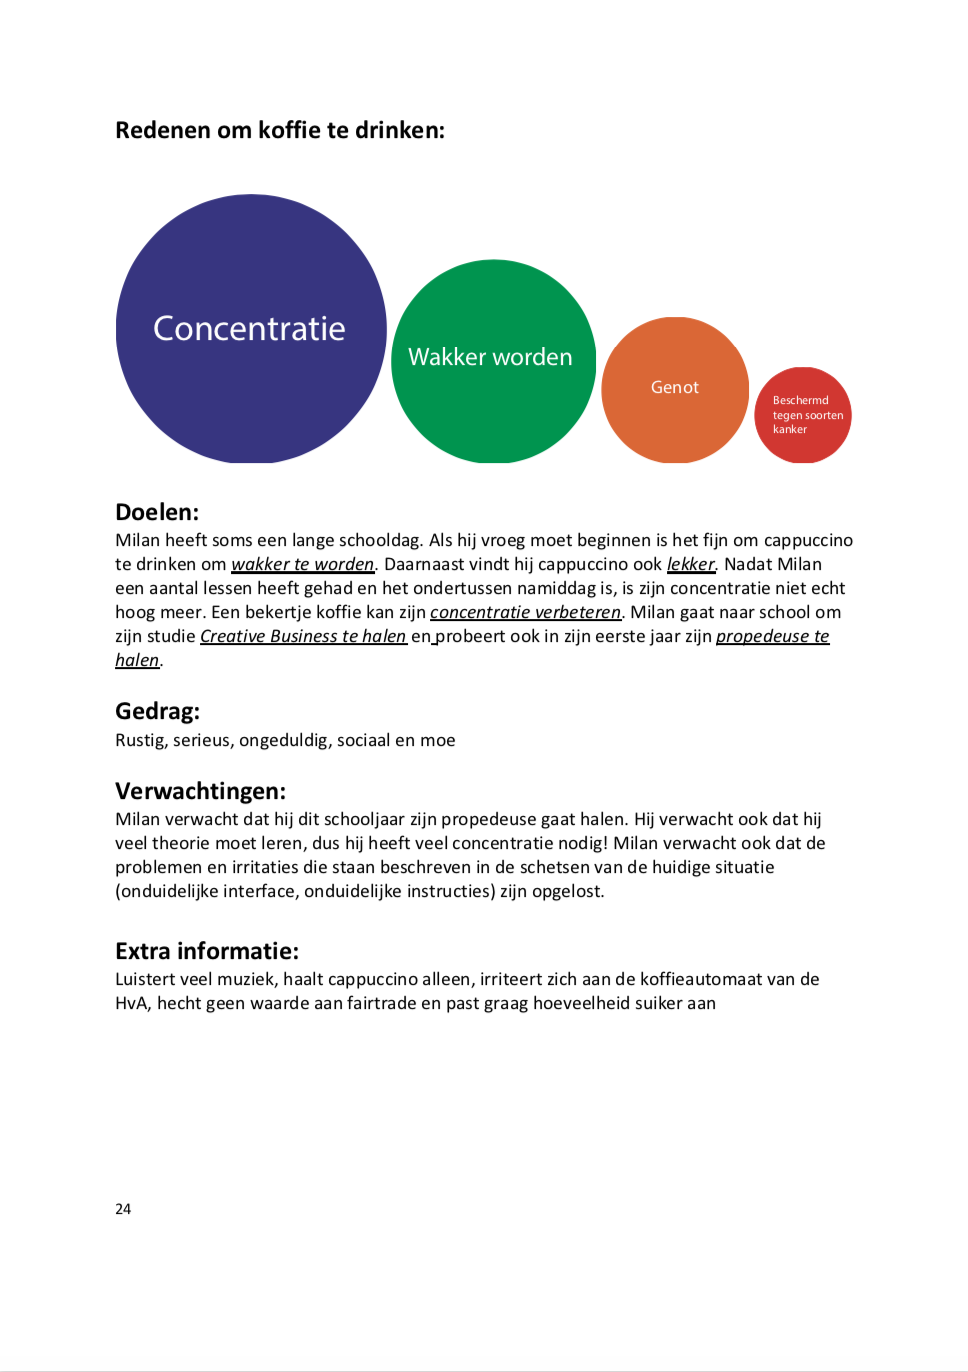 Redenen om koffie te drinken:
Concentratie
Wakker worden
Genot
Beschermd
tegen soorten
kanker
Doelen:
Milan heeft soms een lange schooldag. Als hij vroeg moet beginnen is het fijn om cappuccino
te drinken om wakker te worden. Daarnaast vindt hij cappuccino ook lekker. Nadat Milan
een aantal lessen heeft gehad en het ondertussen namiddag is, is zijn concentratie niet echt
hoog meer. Een bekertje koffie kan zijn concentratie verbeteren. Milan gaat naar school om
zijn studie Creative Business te halen en probeert ook in zijn eerste jaar zijn propedeuse te
halen.
Gedrag:
Rustig, serieus, ongeduldig, sociaal en moe
Verwachtingen:
Milan verwacht dat hij dit schooljaar zijn propedeuse gaat halen. Hij verwacht ook dat hij
veel theorie moet leren, dus hij heeft veel concentratie nodig! Milan verwacht ook dat de
problemen en irritaties die staan beschreven in de schetsen van de huidige situatie
(onduidelijke interface, onduidelijke instructies) zijn opgelost.
Extra informatie:
Luistert veel muziek, haalt cappuccino alleen, irriteert zich aan de koffieautomaat van de
HvA, hecht geen waarde aan fairtrade en past graag hoeveelheid suiker aan
24